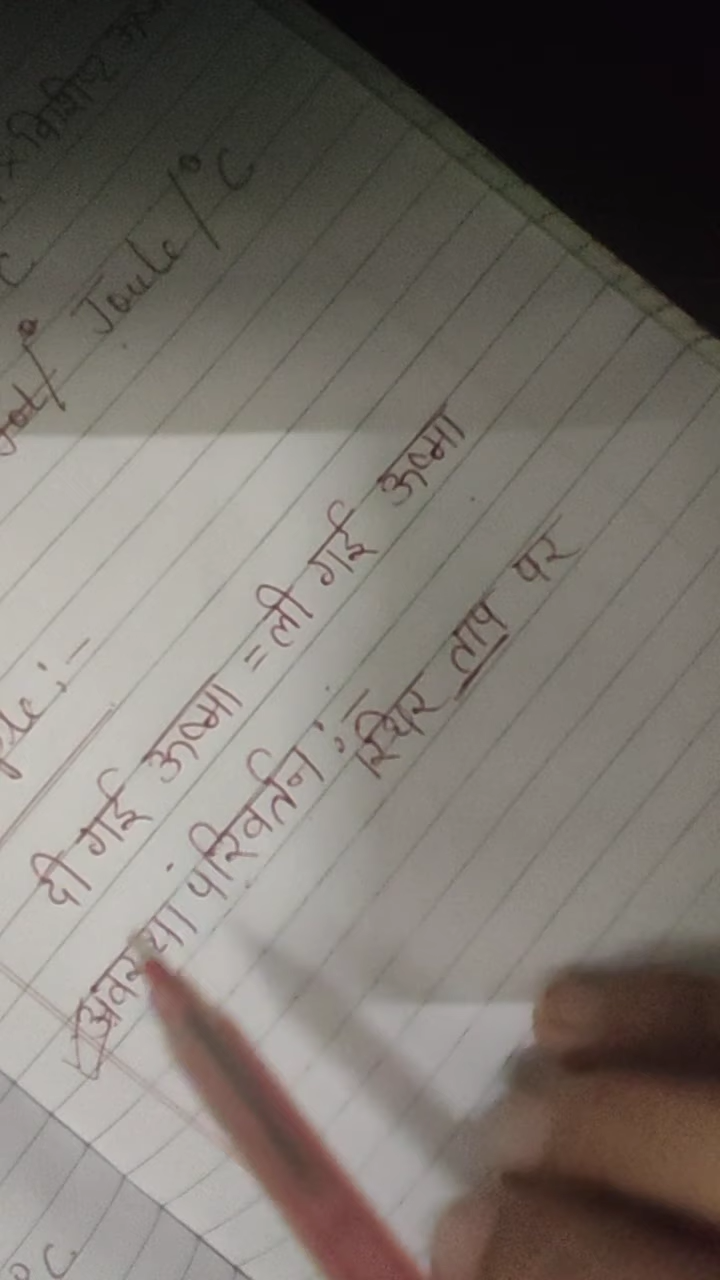 × विशिष्ट
C
/° Joule/°C
:-
दी गई ऊष्मा = ली गई ऊष्मा
अवस्था परिवर्तन :-
स्थिर ताप पर
°C